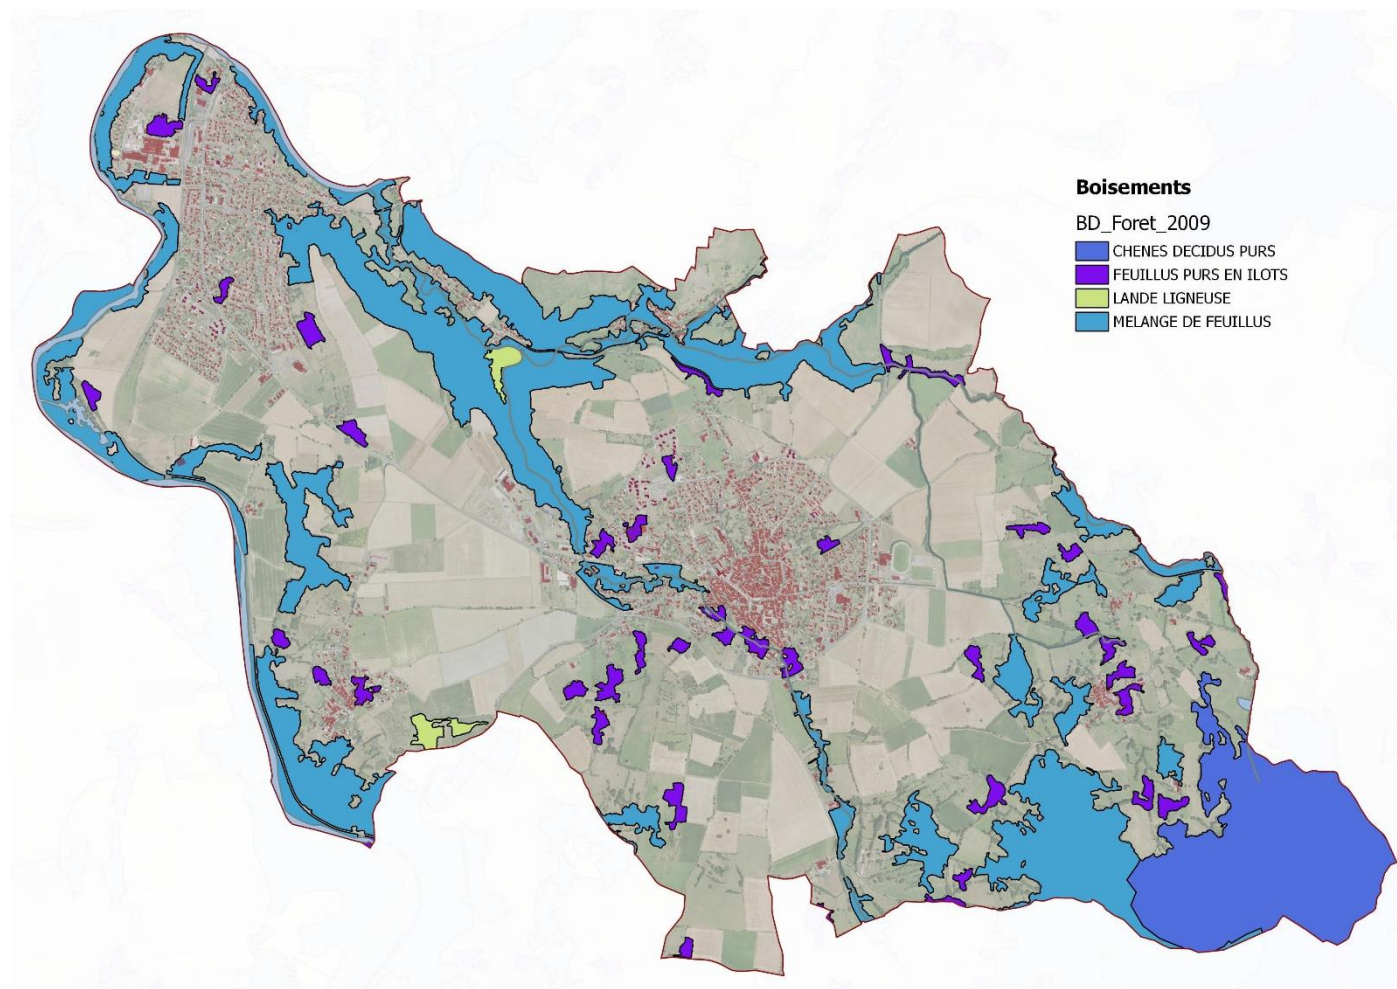 Boisements
BD_Foret_2009
CHENES DECIDUS PURS
FEUILLUS PURS EN ILOTS
LANDE LIGNEUSE
MELANGE DE FEUILLUS